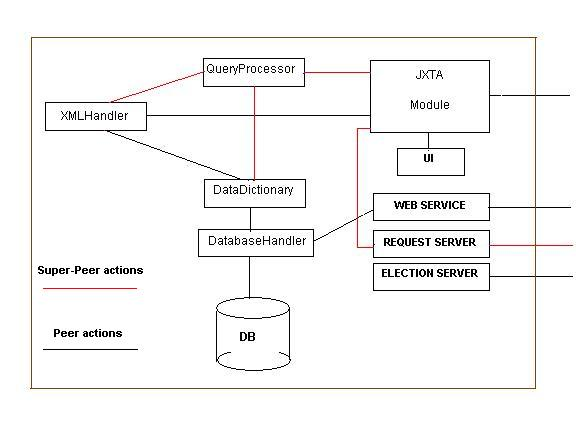 QueryProcessor
JXTA
Module
XMLHandler
UI
DataDictionary
WEB SERVICE
DatabaseHandler
REQUEST SERVER
ELECTION SERVER
Super-Peer actions
Peer actions
DB